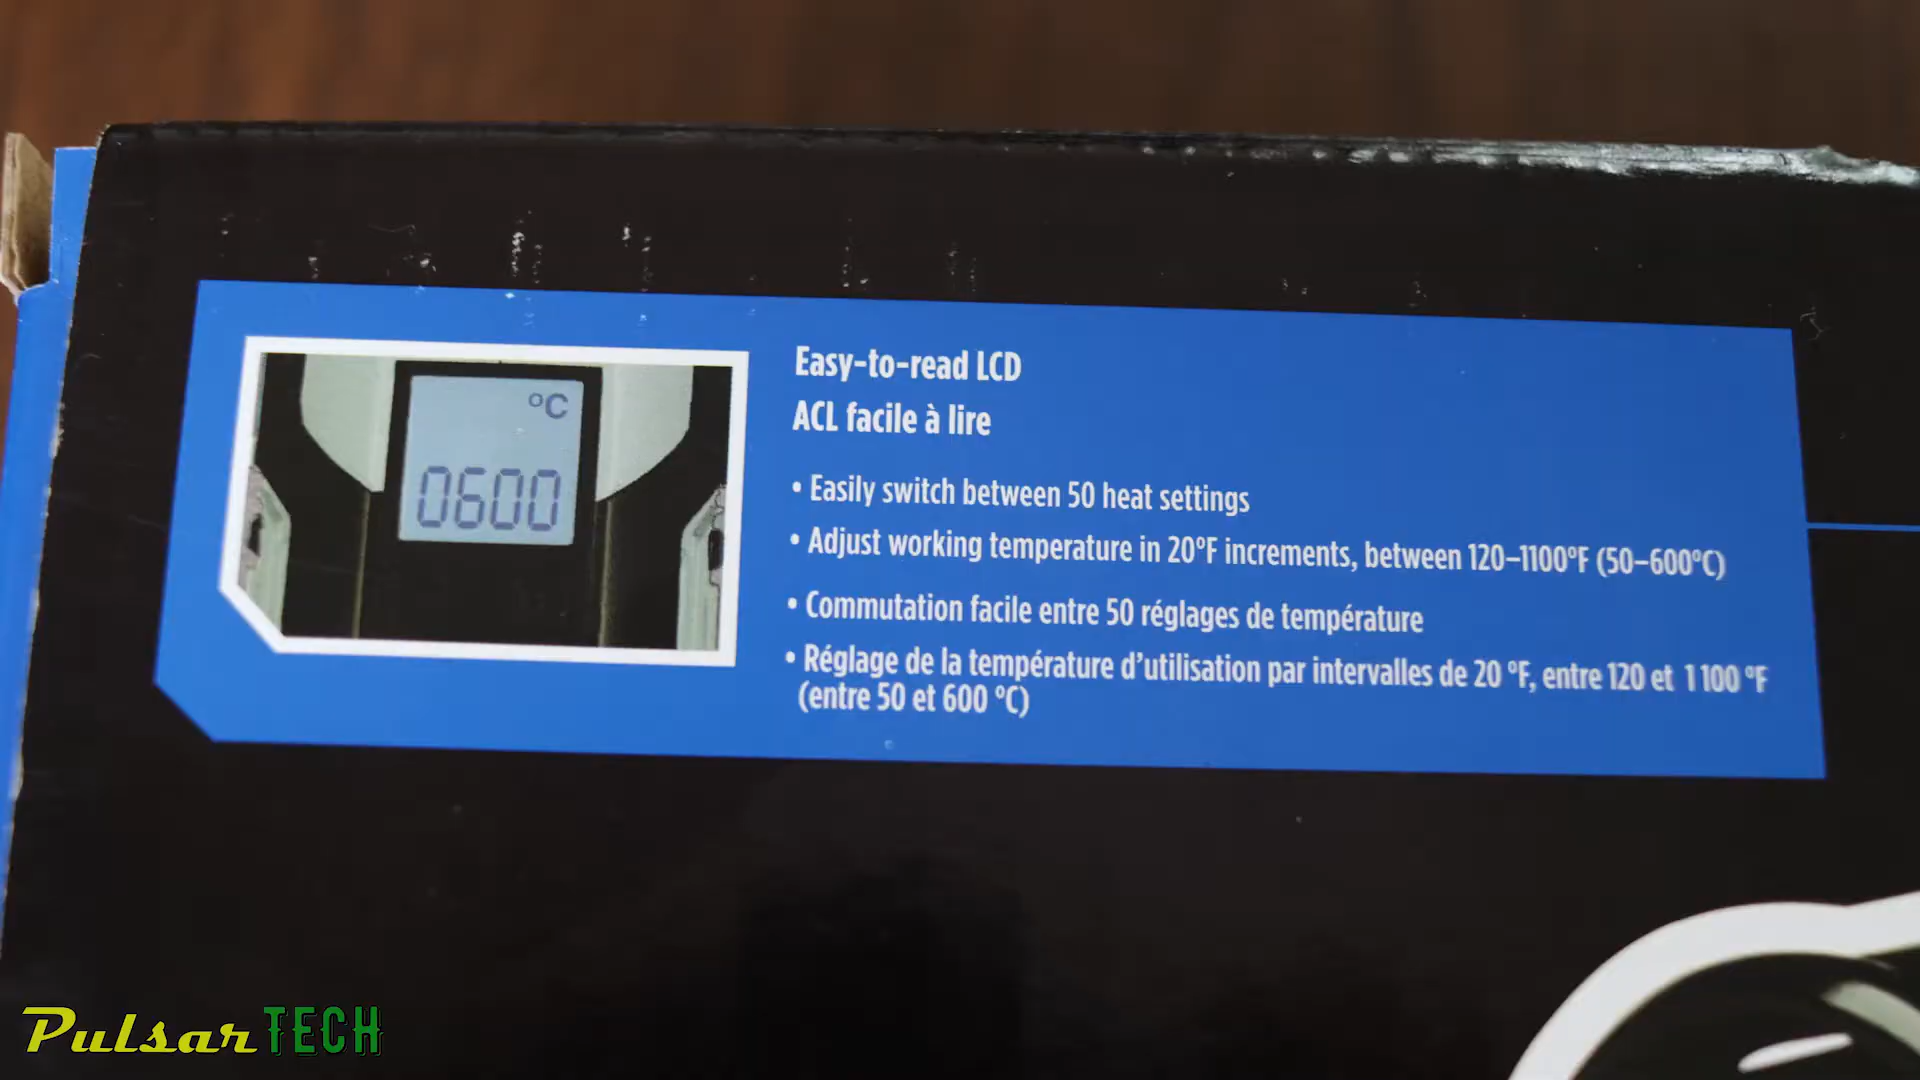 °C
0600
Easy-to-read LCD
ACL facile à lire
• Easily switch between 50 heat settings
• Adjust working temperature in 20°F increments, between 120–1100°F (50–600°C)
• Commutation facile entre 50 réglages de température
• Réglage de la température d’utilisation par intervalles de 20 °F, entre 120 et 1 100 °F
(entre 50 et 600 °C)
Pulsar TECH